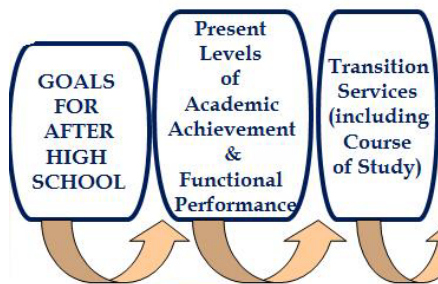 GOALS
FOR
AFTER
HIGH
SCHOOL
Present
Levels
of
Academic
Achievement
&
Functional
Performance
Transition
Services
(including
Course
of Study)